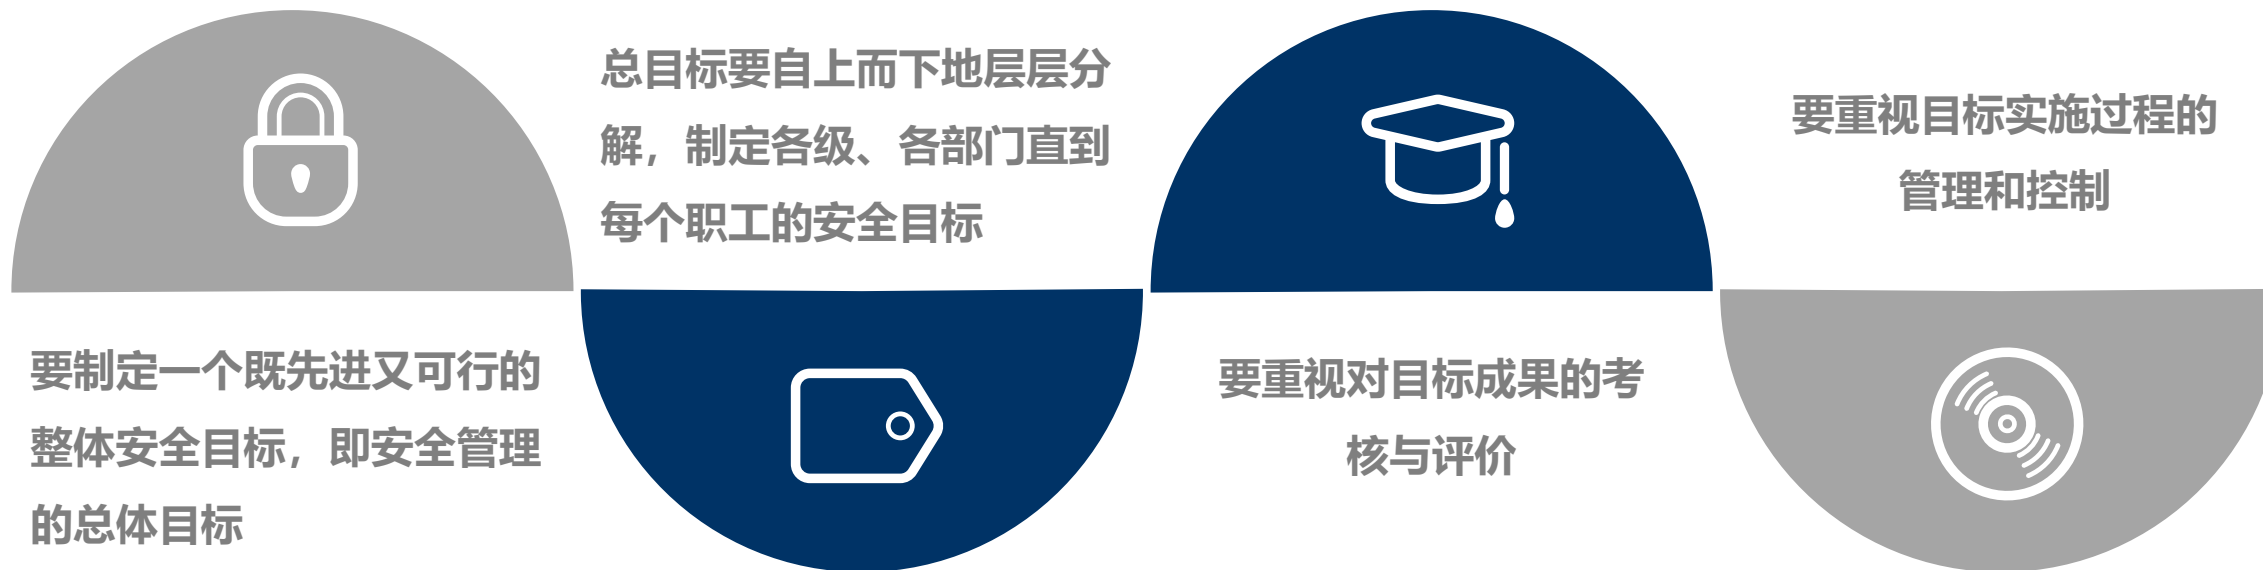 要制定一个既先进又可行的
整体安全目标，即安全管理
的总体目标
总目标要自上而下地层层分
解，制定各级、各部门直到
每个职工的安全目标
要重视对目标成果的考
核与评价
要重视目标实施过程的
管理和控制